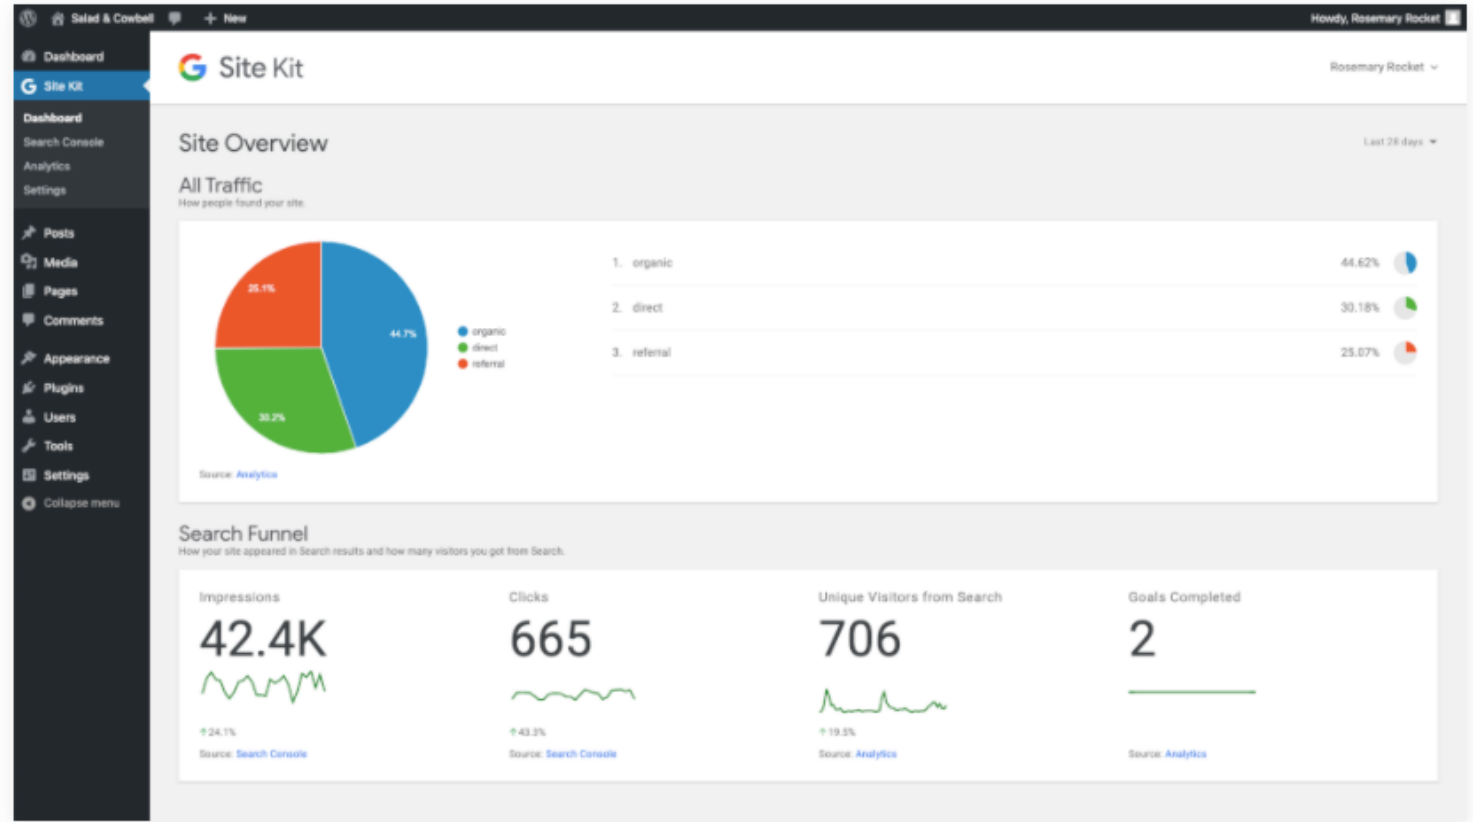 Salad & Cowbell + New Howdy, Rosemary Rocket
Dashboard
Site Kit
Dashboard
Search Console
Analytics
Settings
Posts
Media
Pages
Comments
Appearance
Plugins
Users
Tools
Settings
Collapse menu
Site Kit
Rosemary Rocket
Site Overview
Last 28 days
All Traffic
How people found your site.
25.1%
44.7%
30.2%
organic
direct
referral
1. organic 44.62%
2. direct 30.18%
3. referral 25.07%
Source: Analytics
Search Funnel
How your site appeared in Search results and how many visitors you got from Search.
Impressions
42.4K
24.1%
Source: Search Console
Clicks
665
43.3%
Source: Search Console
Unique Visitors from Search
706
19.5%
Source: Analytics
Goals Completed
2
Source: Analytics